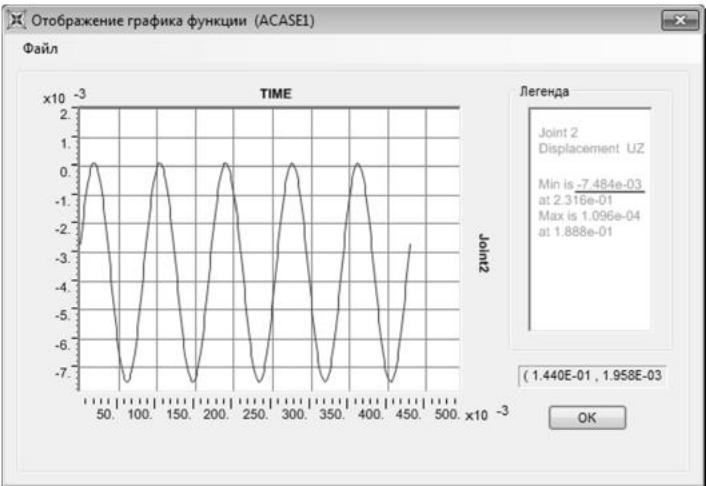 Отображение графика функции (ACASE1)
Файл
x10 -3
TIME
2.
1.
0.
-1.
-2.
-3.
-4.
-5.
-6.
-7.
Joint2
50. 100. 150. 200. 250. 300. 350. 400. 450. 500. x10 -3
Легенда
Joint 2
Displacement UZ
Min is -7.484e-03
at 2.316e-01
Max is 1.096e-04
at 1.888e-01
( 1.440E-01 , 1.958E-03
OK